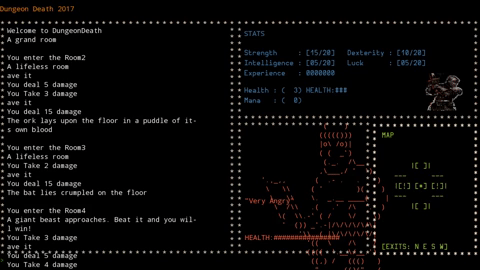 Dungeon Death 2017
Welcome to DungeonDeath
A grand room
You enter the Room2
A lifeless room
ave it
You deal 5 damage
You Take 3 damage
ave it
You deal 15 damage
The ork lays upon the floor in a puddle of it-
s own blood
You enter the Room3
A lifeless room
You Take 2 damage
ave it
You deal 15 damage
The bat lies crumpled on the floor
You enter the Room4
A giant beast approaches. Beat it and you wil-
l win!
You Take 3 damage
ave it
You deal 5 damage
You Take 4 damage
STATS
Strength : [15/20] Dexterity : [10/20]
Intelligence : [05/20] Luck : [05/20]
Experience : 0000000
Health : ( 3) HEALTH:###
Mana : ( 0)
"Very Angry"
HEALTH:################
MAP
|[ ]|
|[!] [*] [!]|
|[ ]|
[EXITS: N E S W]